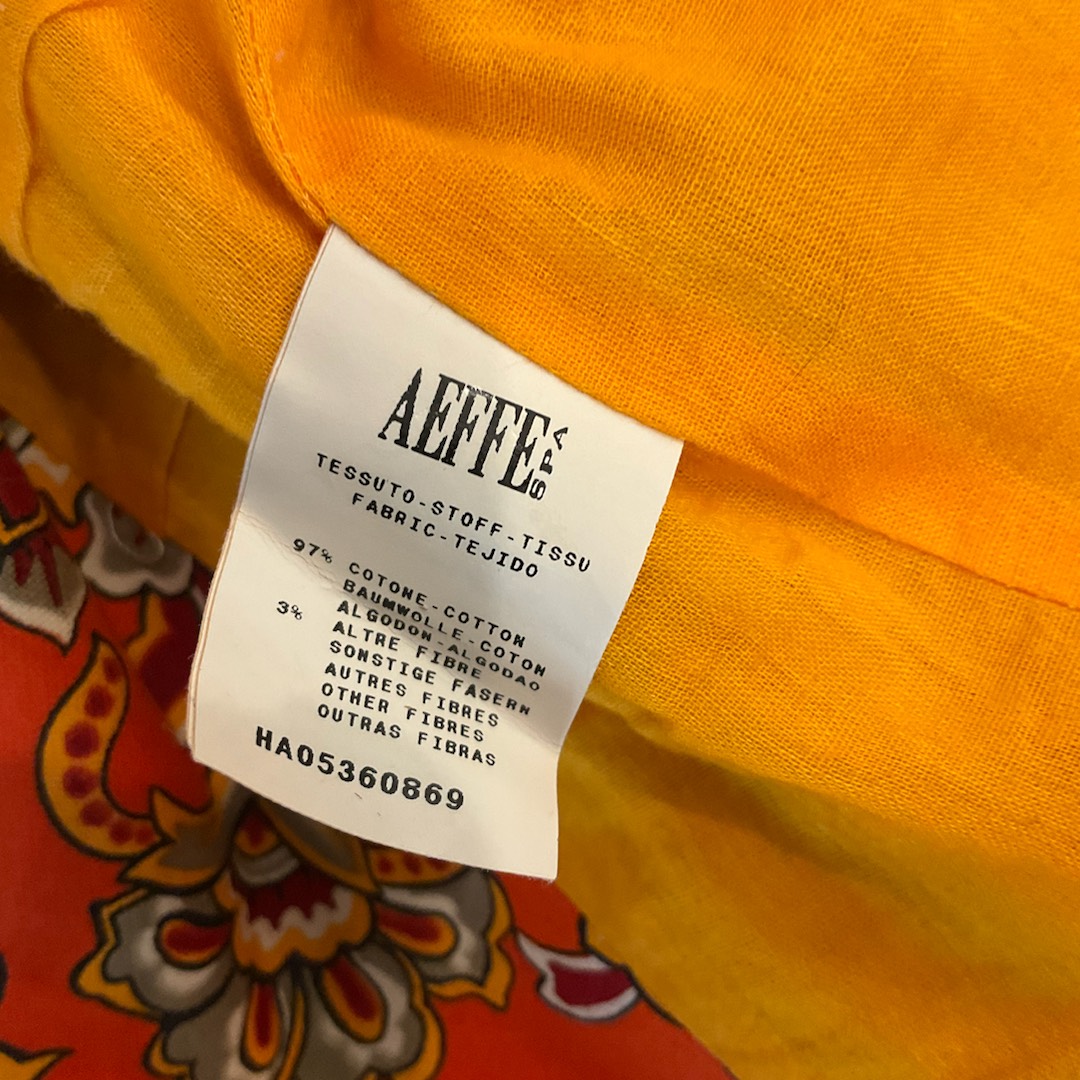 AEFFE SPA
TESSUTO-STOFF-TISSU
FABRIC-TEJIDO
97% COTONE-COTTON
BAUMWOLLE-COTON
ALGODON-ALGODAO
3% ALTRE FIBRE
SONSTIGE FASERN
AUTRES FIBRES
OTHER FIBRES
OUTRAS FIBRAS
HA05360869